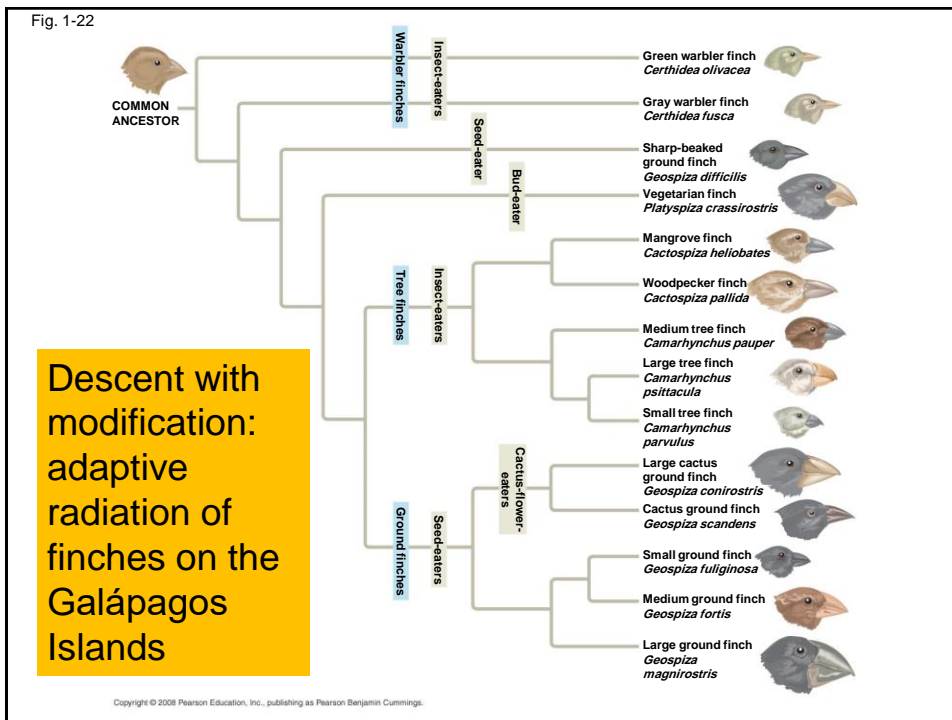 Fig. 1-22
COMMON
ANCESTOR
Warbler finches
Insect-eaters
Green warbler finch
Certhidea olivacea
Gray warbler finch
Certhidea fusca
Seed-eater
Sharp-beaked
ground finch
Geospiza difficilis
Bud-eater
Vegetarian finch
Platyspiza crassirostris
Mangrove finch
Cactospiza heliobates
Tree finches
Insect-eaters
Woodpecker finch
Cactospiza pallida
Medium tree finch
Camarhynchus pauper
Large tree finch
Camarhynchus
psittacula
Small tree finch
Camarhynchus
parvulus
Descent with
modification:
adaptive
radiation of
finches on the
Galápagos
Islands
Cactus-flower-
eaters
Large cactus
ground finch
Geospiza conirostris
Cactus ground finch
Geospiza scandens
Ground finches
Seed-eaters
Small ground finch
Geospiza fuliginosa
Medium ground finch
Geospiza fortis
Large ground finch
Geospiza
magnirostris
Copyright © 2008 Pearson Education, Inc., publishing as Pearson Benjamin Cummings.